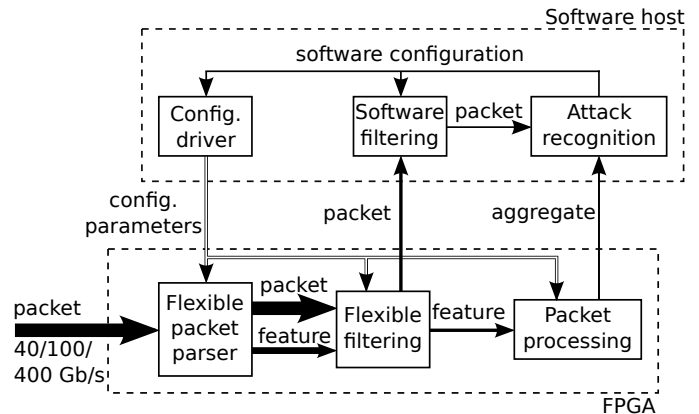 Software host
software configuration
Config.
driver
Software
filtering
packet
Attack
recognition
config.
parameters
packet
aggregate
packet
40/100/
400 Gb/s
Flexible
packet
parser
packet
feature
Flexible
filtering
feature
Packet
processing
FPGA